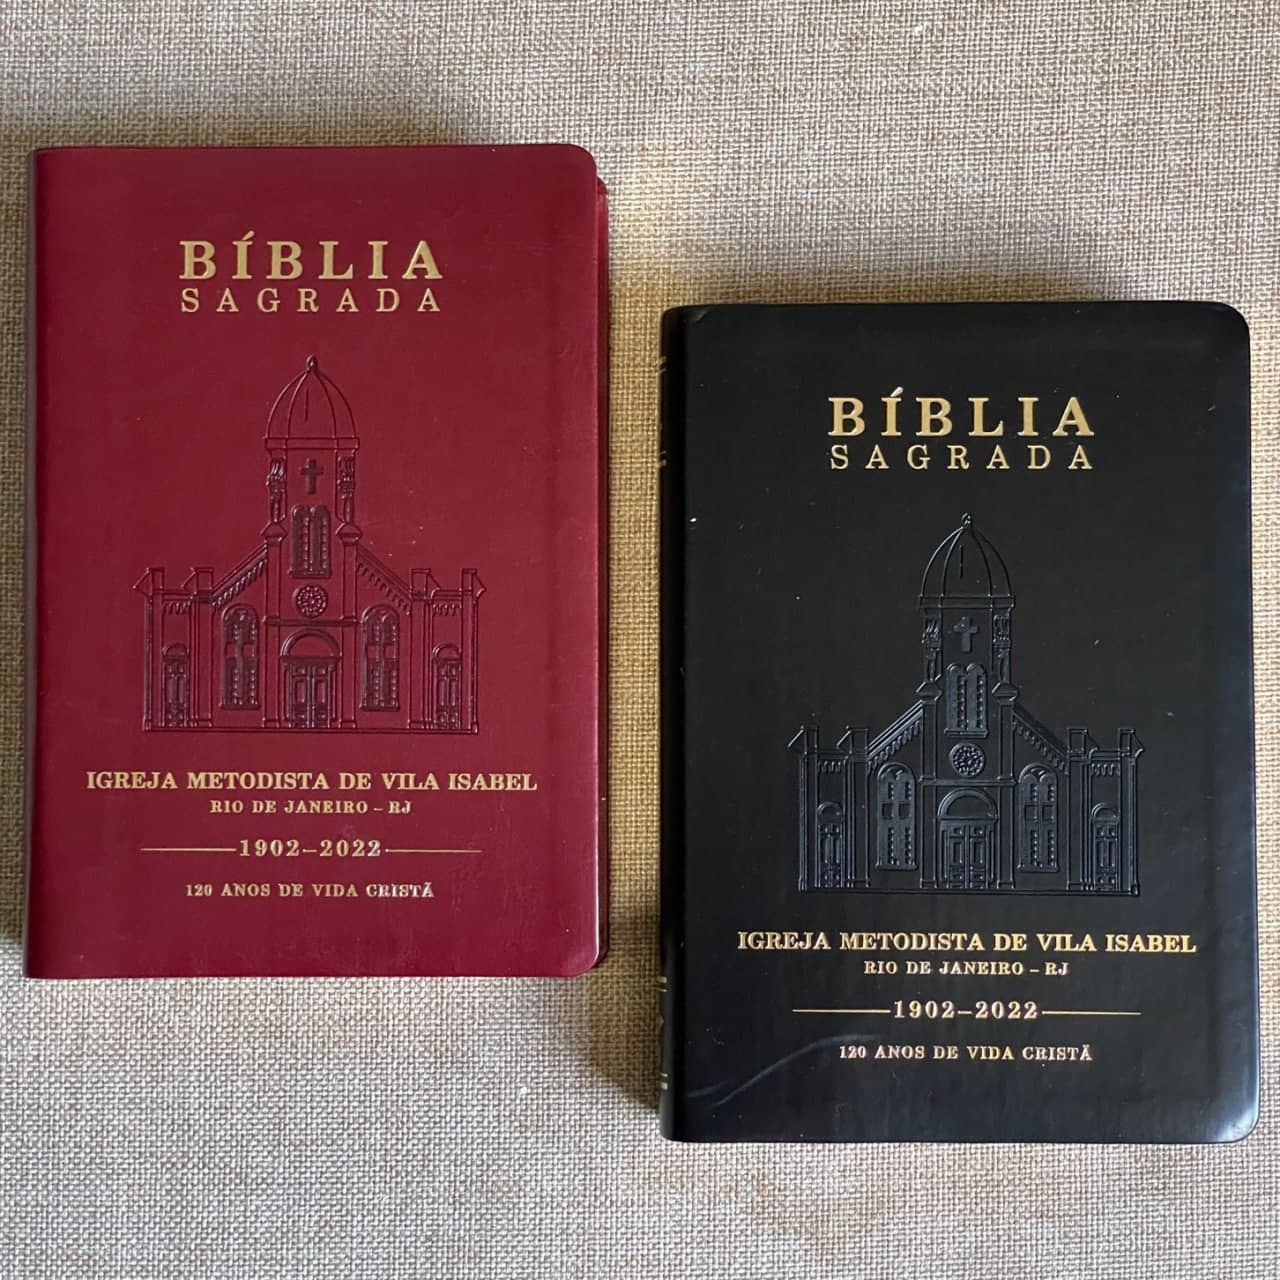 BÍBLIA
SAGRADA
IGREJA METODISTA DE VILA ISABEL
RIO DE JANEIRO – RJ
1902–2022
120 ANOS DE VIDA CRISTÃ
BÍBLIA
SAGRADA
IGREJA METODISTA DE VILA ISABEL
RIO DE JANEIRO – RJ
1902–2022
120 ANOS DE VIDA CRISTÃ